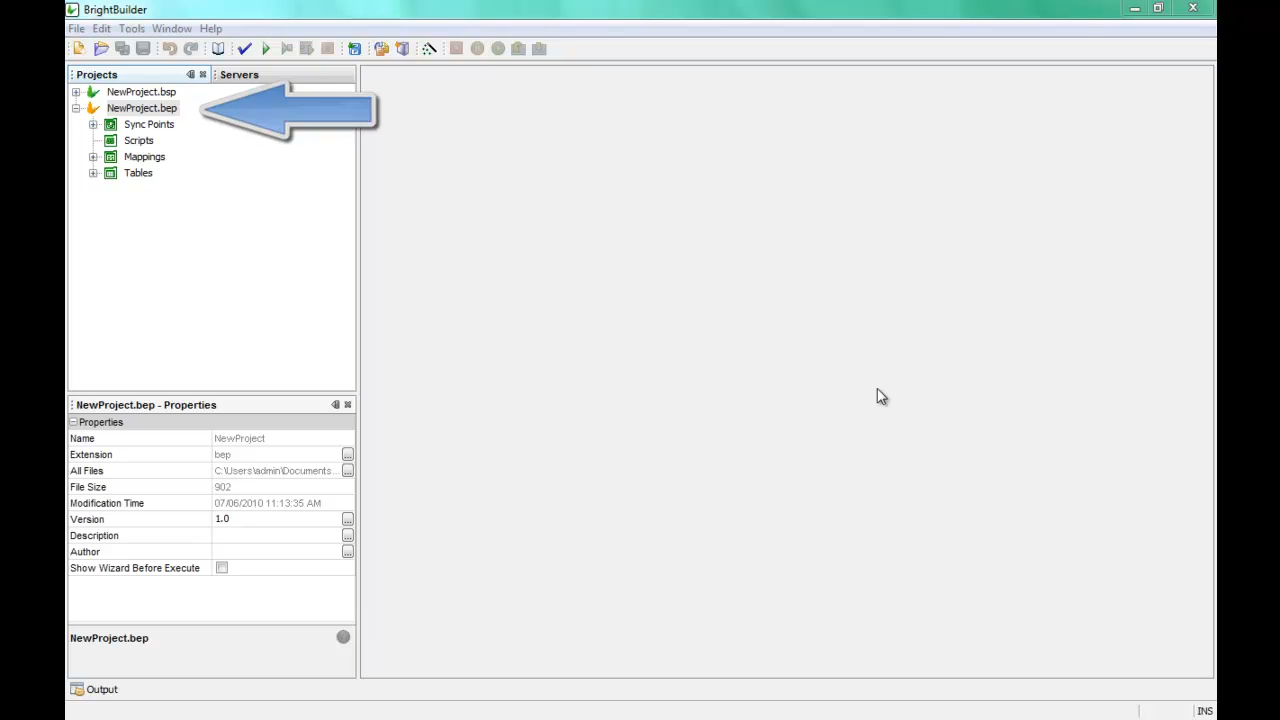 BrightBuilder
File Edit Tools Window Help
Projects
Servers
NewProject.bsp
NewProject.bep
Sync Points
Scripts
Mappings
Tables
NewProject.bep - Properties
Properties
Name NewProject
Extension bep ...
All Files C:\Users\admin\Documents... ...
File Size 902
Modification Time 07/06/2010 11:13:35 AM
Version 1.0 ...
Description ...
Author ...
Show Wizard Before Execute
NewProject.bep
Output
INS